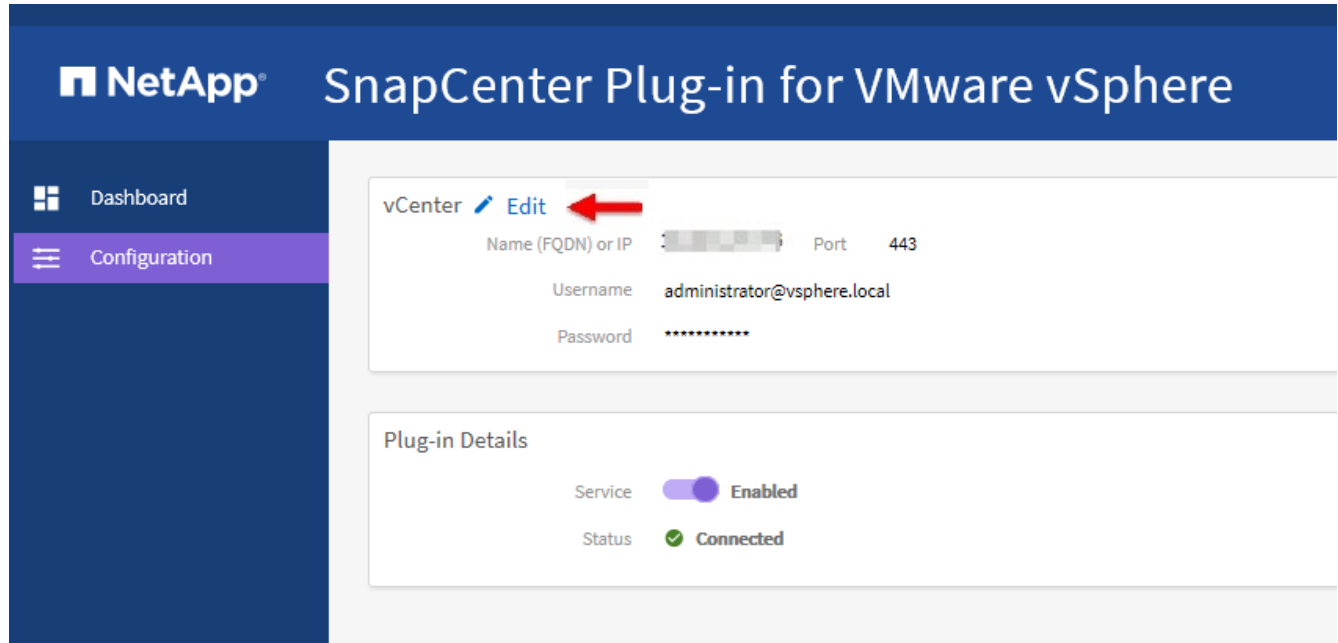 NetApp® SnapCenter Plug-in for VMware vSphere
Dashboard
Configuration
vCenter Edit
Name (FQDN) or IP Port 443
Username administrator@vsphere.local
Password ***********
Plug-in Details
Service Enabled
Status Connected